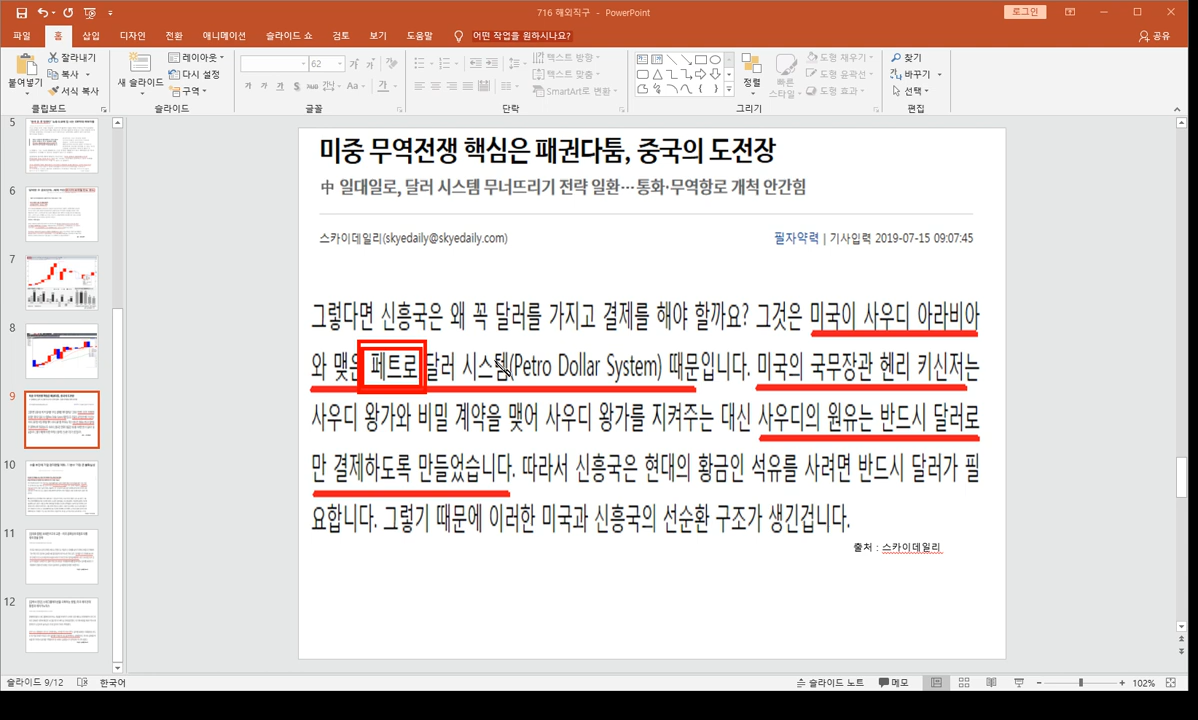 716 해외직구 - PowerPoint
로그인
파일 홈 삽입 디자인 전환 애니메이션 슬라이드 쇼 검토 보기 도움말 어떤 작업을 원하시나요? 공유
붙여넣기 잘라내기 복사 서식 복사
클립보드
새 슬라이드 레이아웃 다시 설정 구역
슬라이드
62
가 가 가 가 S abc 가 Aa 가
글꼴
텍스트 방향
텍스트 맞춤
SmartArt로 변환
단락
정렬 빠른 스타일
도형 채우기
도형 윤곽선
도형 효과
그리기
찾기
바꾸기
선택
편집
5
6
7
8
9
10
11
12
미중 무역전쟁 핵심은 패권다툼, 중국의 도전장
中 일대일로, 달러 시스템 무너뜨리기 전략 일환…통화·무역항로 개척 안간힘
스카이데일리(skyedaily@skyedaily.com)
필자약력 | 기사입력 2019-07-15 09:07:45
그렇다면 신흥국은 왜 꼭 달러를 가지고 결제를 해야 할까요? 그것은 미국이 사우디 아라비아
와 맺은 페트로 달러 시스템(Petro Dollar System) 때문입니다. 미국의 국무장관 헨리 키신저는
사우디 왕가와 비밀 계약을 맺어 사우디 왕가를 지켜주는 대신 사우디의 원유는 반드시 달러로
만 결제하도록 만들었습니다. 따라서 신흥국은 현대의 황금인 석유를 사려면 반드시 달러가 필
요합니다. 그렇기 때문에 이러한 미국과 신흥국의 선순환 구조가 생긴겁니다.
출처 : 스카이데일리
슬라이드 9/12 한국어 슬라이드 노트 메모 102%